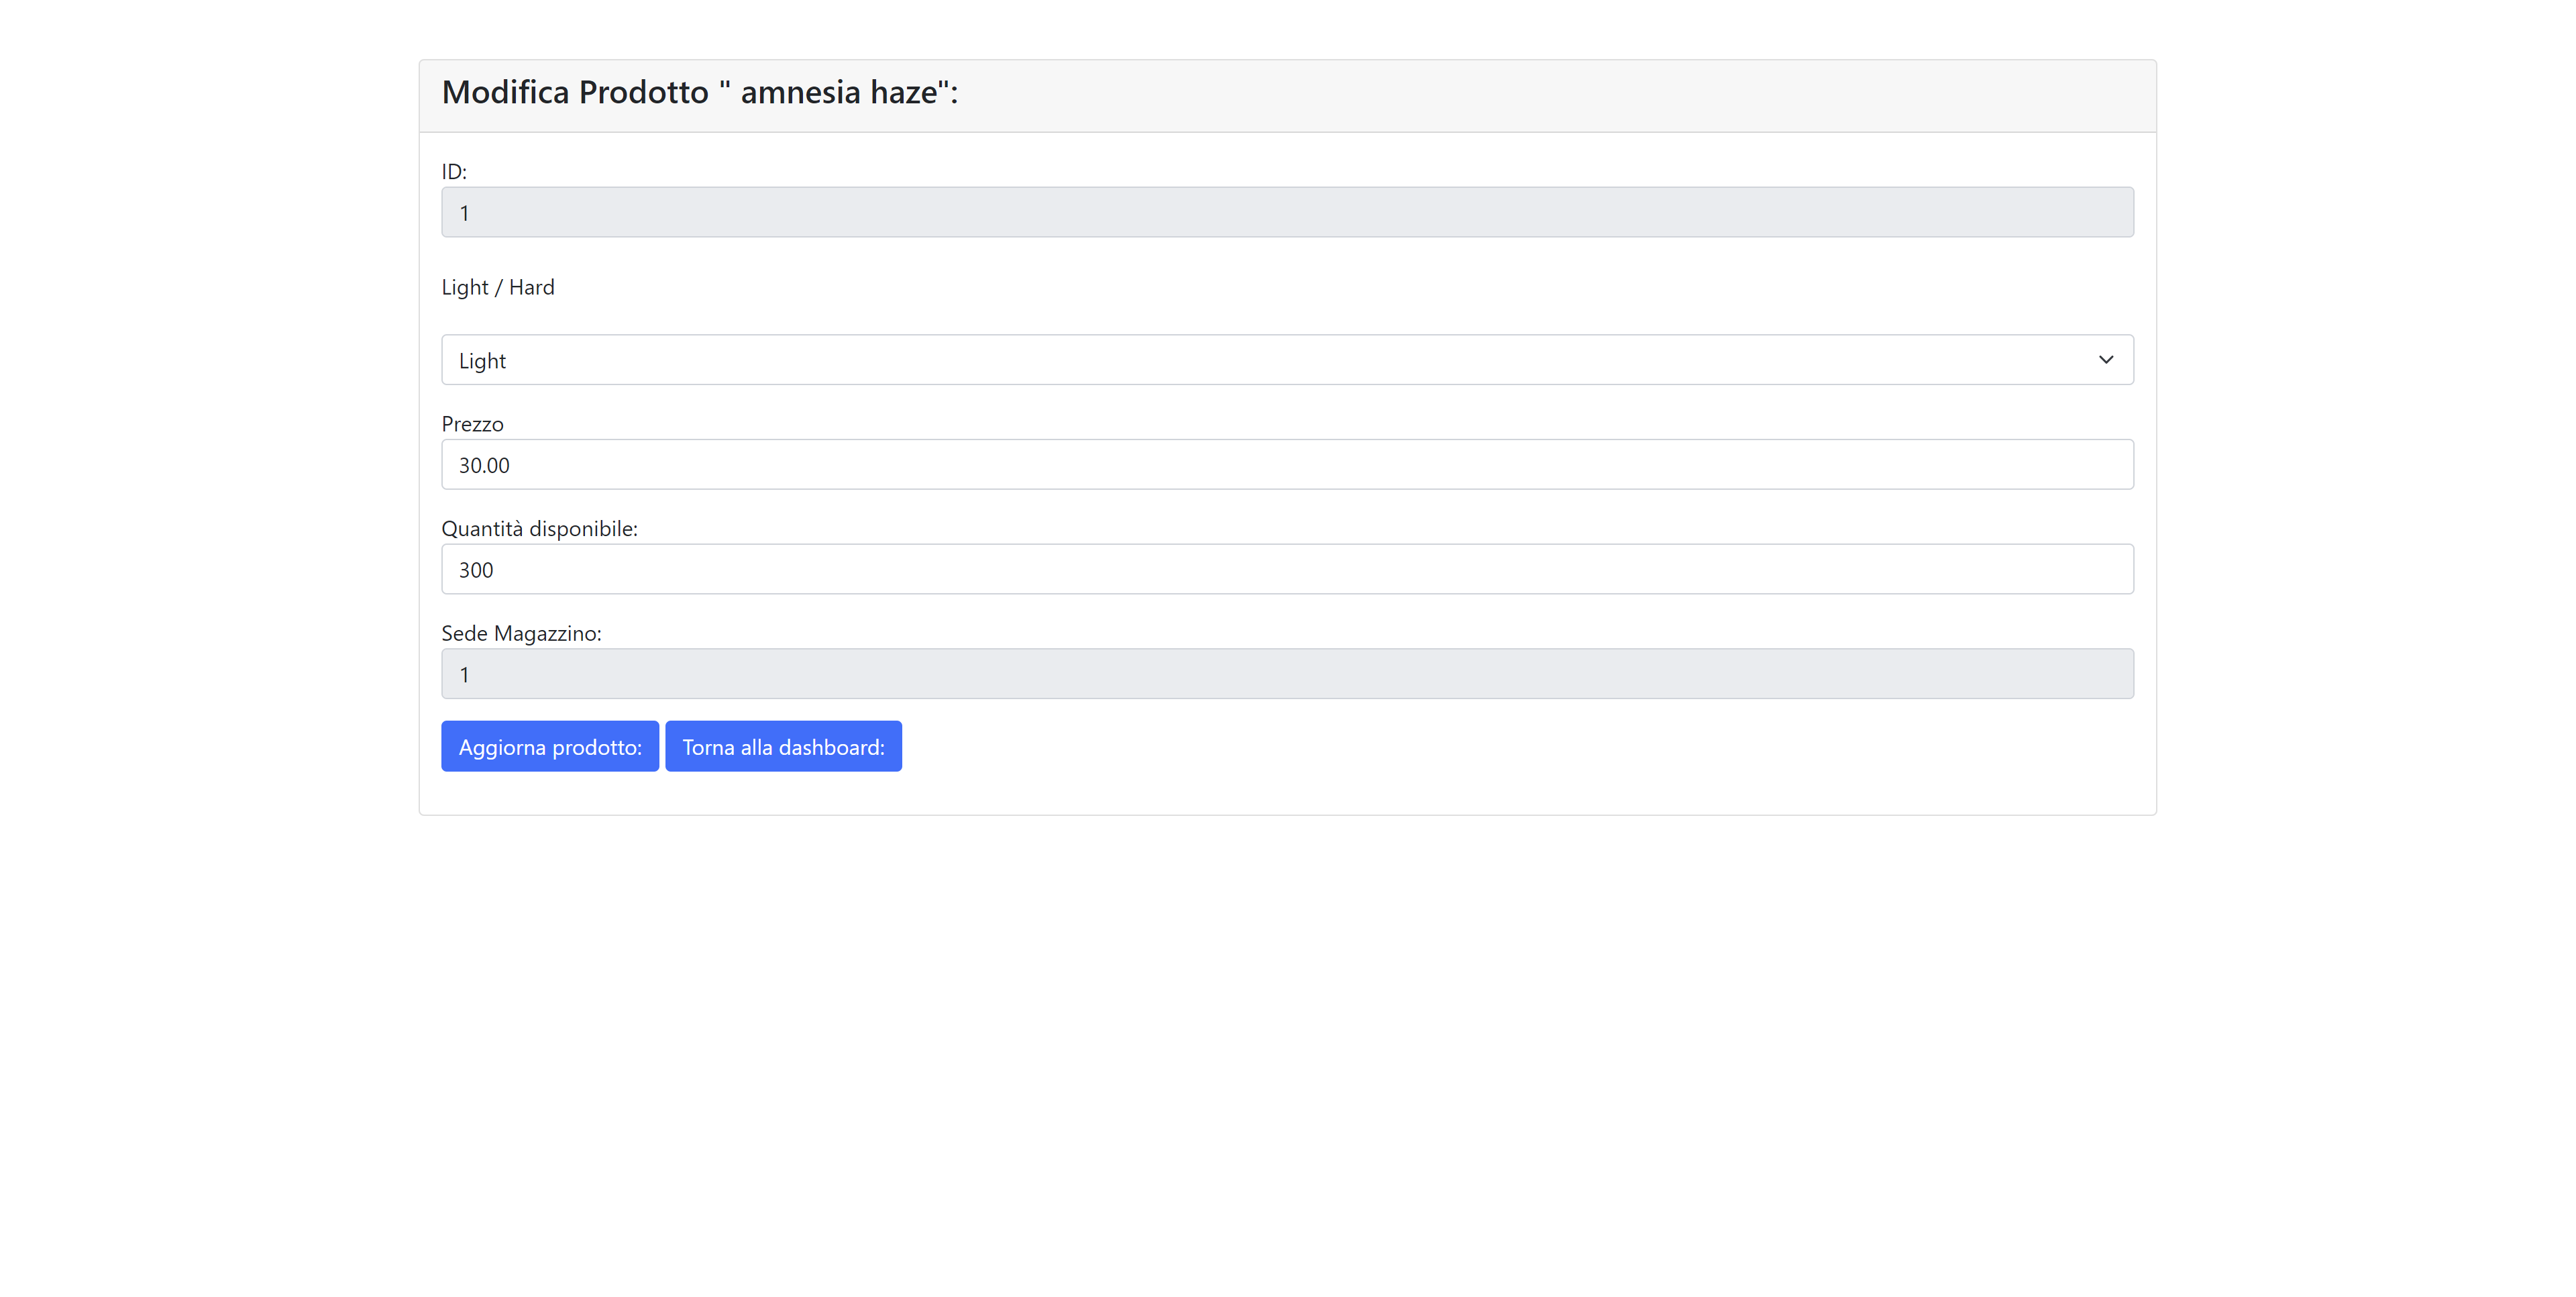 Modifica Prodotto " amnesia haze":
ID:
1
Light / Hard
Light
Prezzo
30.00
Quantità disponibile:
300
Sede Magazzino:
1
Aggiorna prodotto: Torna alla dashboard: